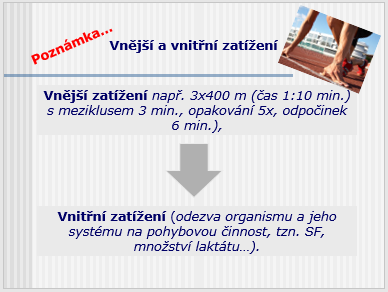 Poznámka...
Vnější a vnitřní zatížení
Vnější zatížení např. 3x400 m (čas 1:10 min.)
s meziklusem 3 min., opakování 5x, odpočinek
6 min.),
Vnitřní zatížení (odezva organismu a jeho
systému na pohybovou činnost, tzn. SF,
množství laktátu...).